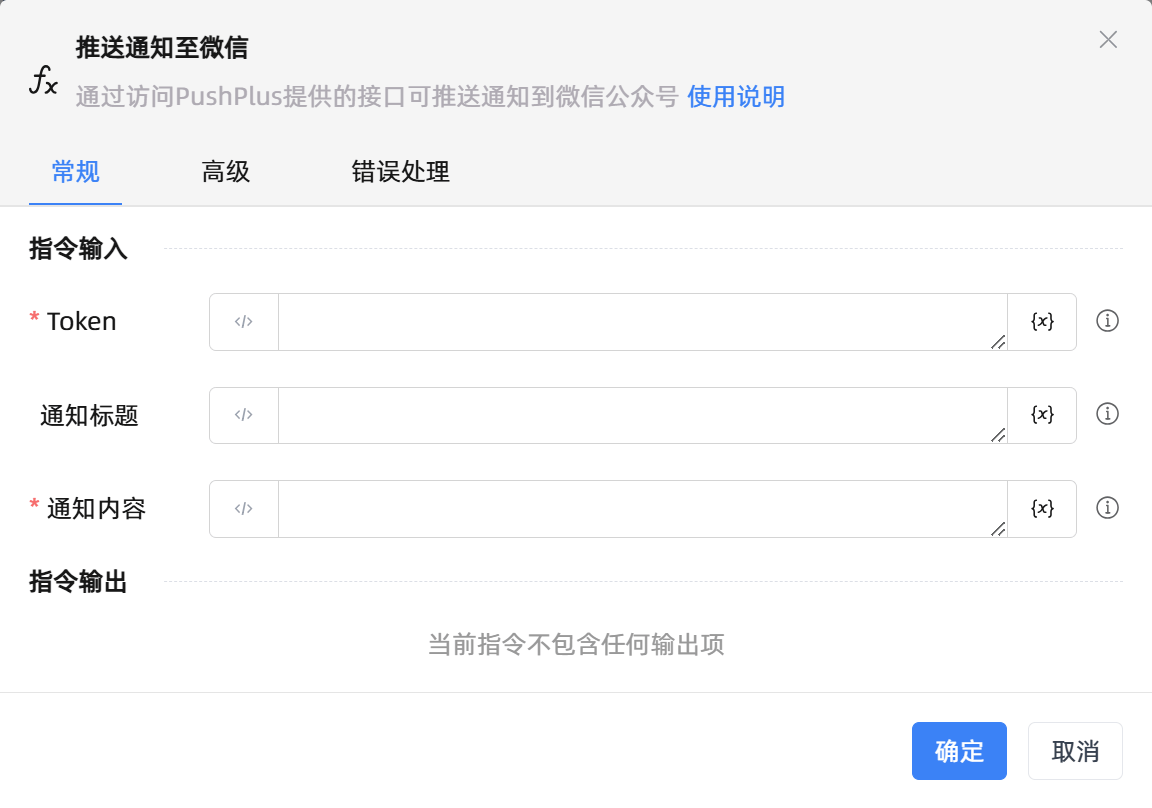 推送通知至微信
fx 通过访问PushPlus提供的接口可推送通知到微信公众号 使用说明
常规 高级 错误处理
指令输入
* Token </> {x}
通知标题 </> {x}
* 通知内容 </> {x}
指令输出
当前指令不包含任何输出项
确定 取消